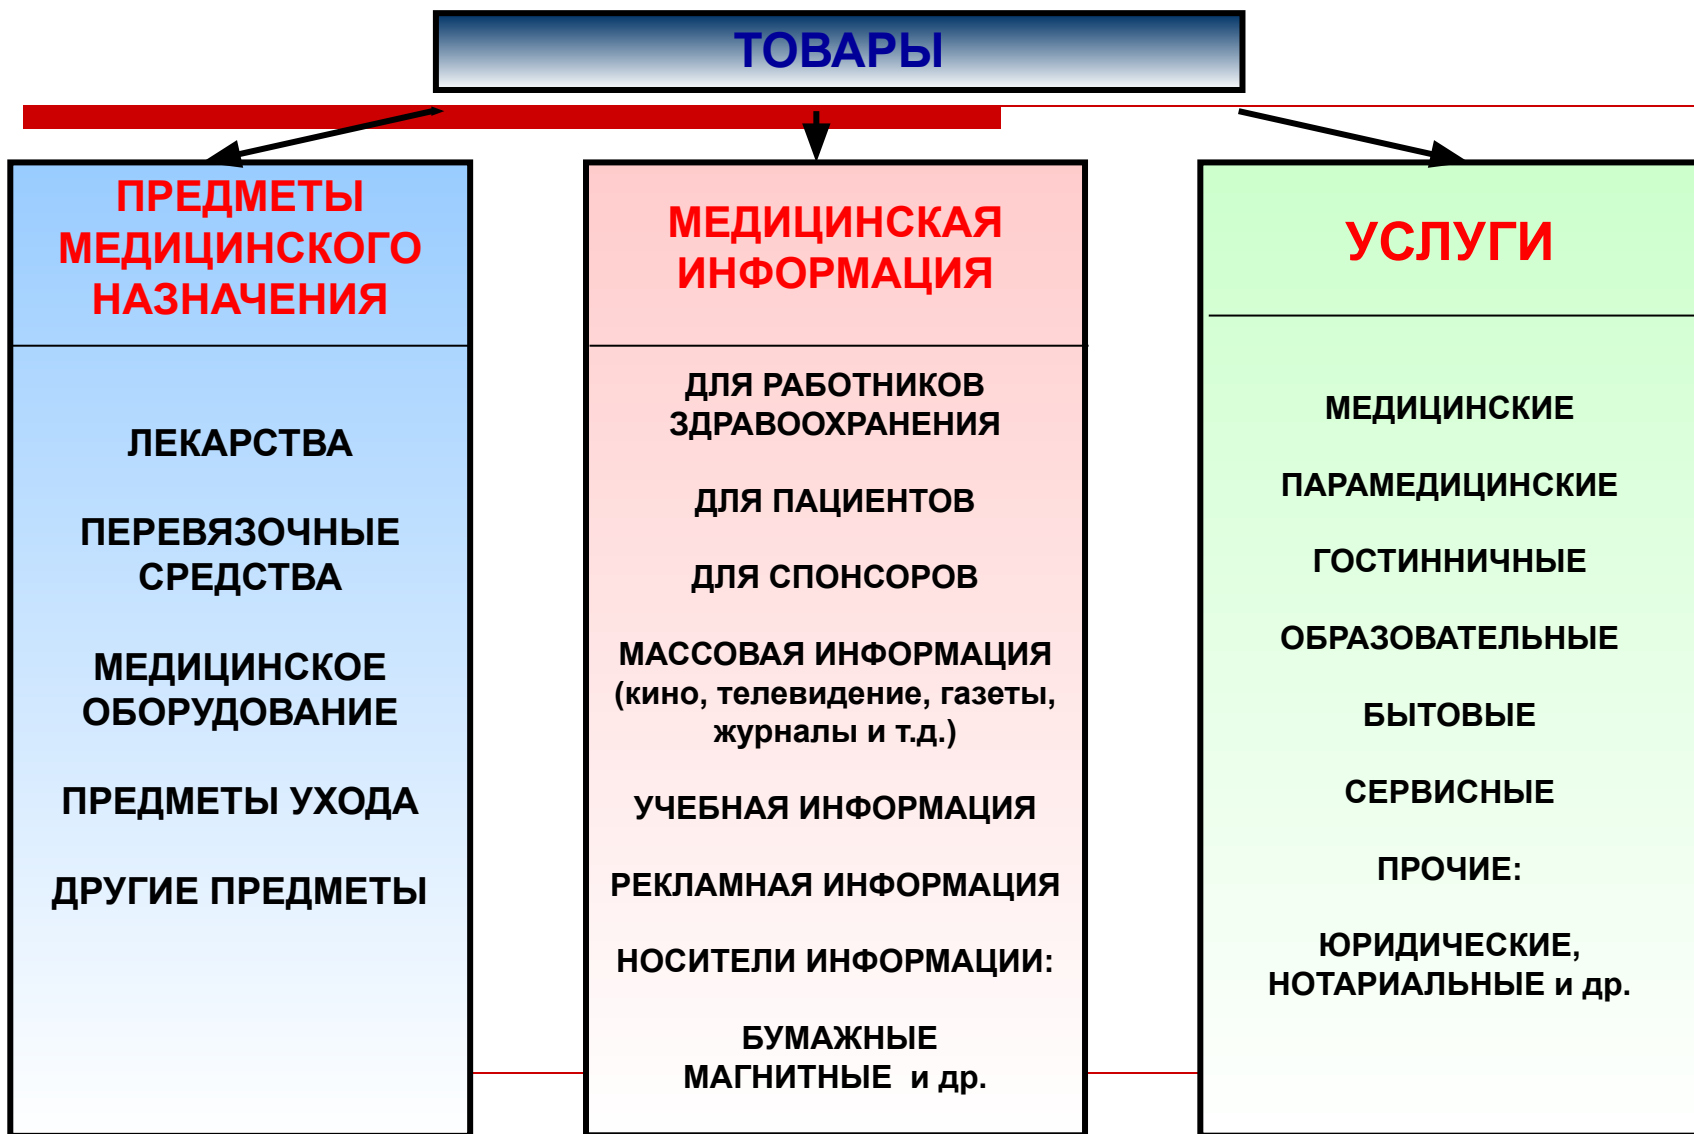 ТОВАРЫ
ПРЕДМЕТЫ
МЕДИЦИНСКОГО
НАЗНАЧЕНИЯ
ЛЕКАРСТВА
ПЕРЕВЯЗОЧНЫЕ
СРЕДСТВА
МЕДИЦИНСКОЕ
ОБОРУДОВАНИЕ
ПРЕДМЕТЫ УХОДА
ДРУГИЕ ПРЕДМЕТЫ
МЕДИЦИНСКАЯ
ИНФОРМАЦИЯ
ДЛЯ РАБОТНИКОВ
ЗДРАВООХРАНЕНИЯ
ДЛЯ ПАЦИЕНТОВ
ДЛЯ СПОНСОРОВ
МАССОВАЯ ИНФОРМАЦИЯ
(кино, телевидение, газеты,
журналы и т.д.)
УЧЕБНАЯ ИНФОРМАЦИЯ
РЕКЛАМНАЯ ИНФОРМАЦИЯ
НОСИТЕЛИ ИНФОРМАЦИИ:
БУМАЖНЫЕ
МАГНИТНЫЕ  и др.
УСЛУГИ
МЕДИЦИНСКИЕ
ПАРАМЕДИЦИНСКИЕ
ГОСТИННИЧНЫЕ
ОБРАЗОВАТЕЛЬНЫЕ
БЫТОВЫЕ
СЕРВИСНЫЕ
ПРОЧИЕ:
ЮРИДИЧЕСКИЕ,
НОТАРИАЛЬНЫЕ и др.